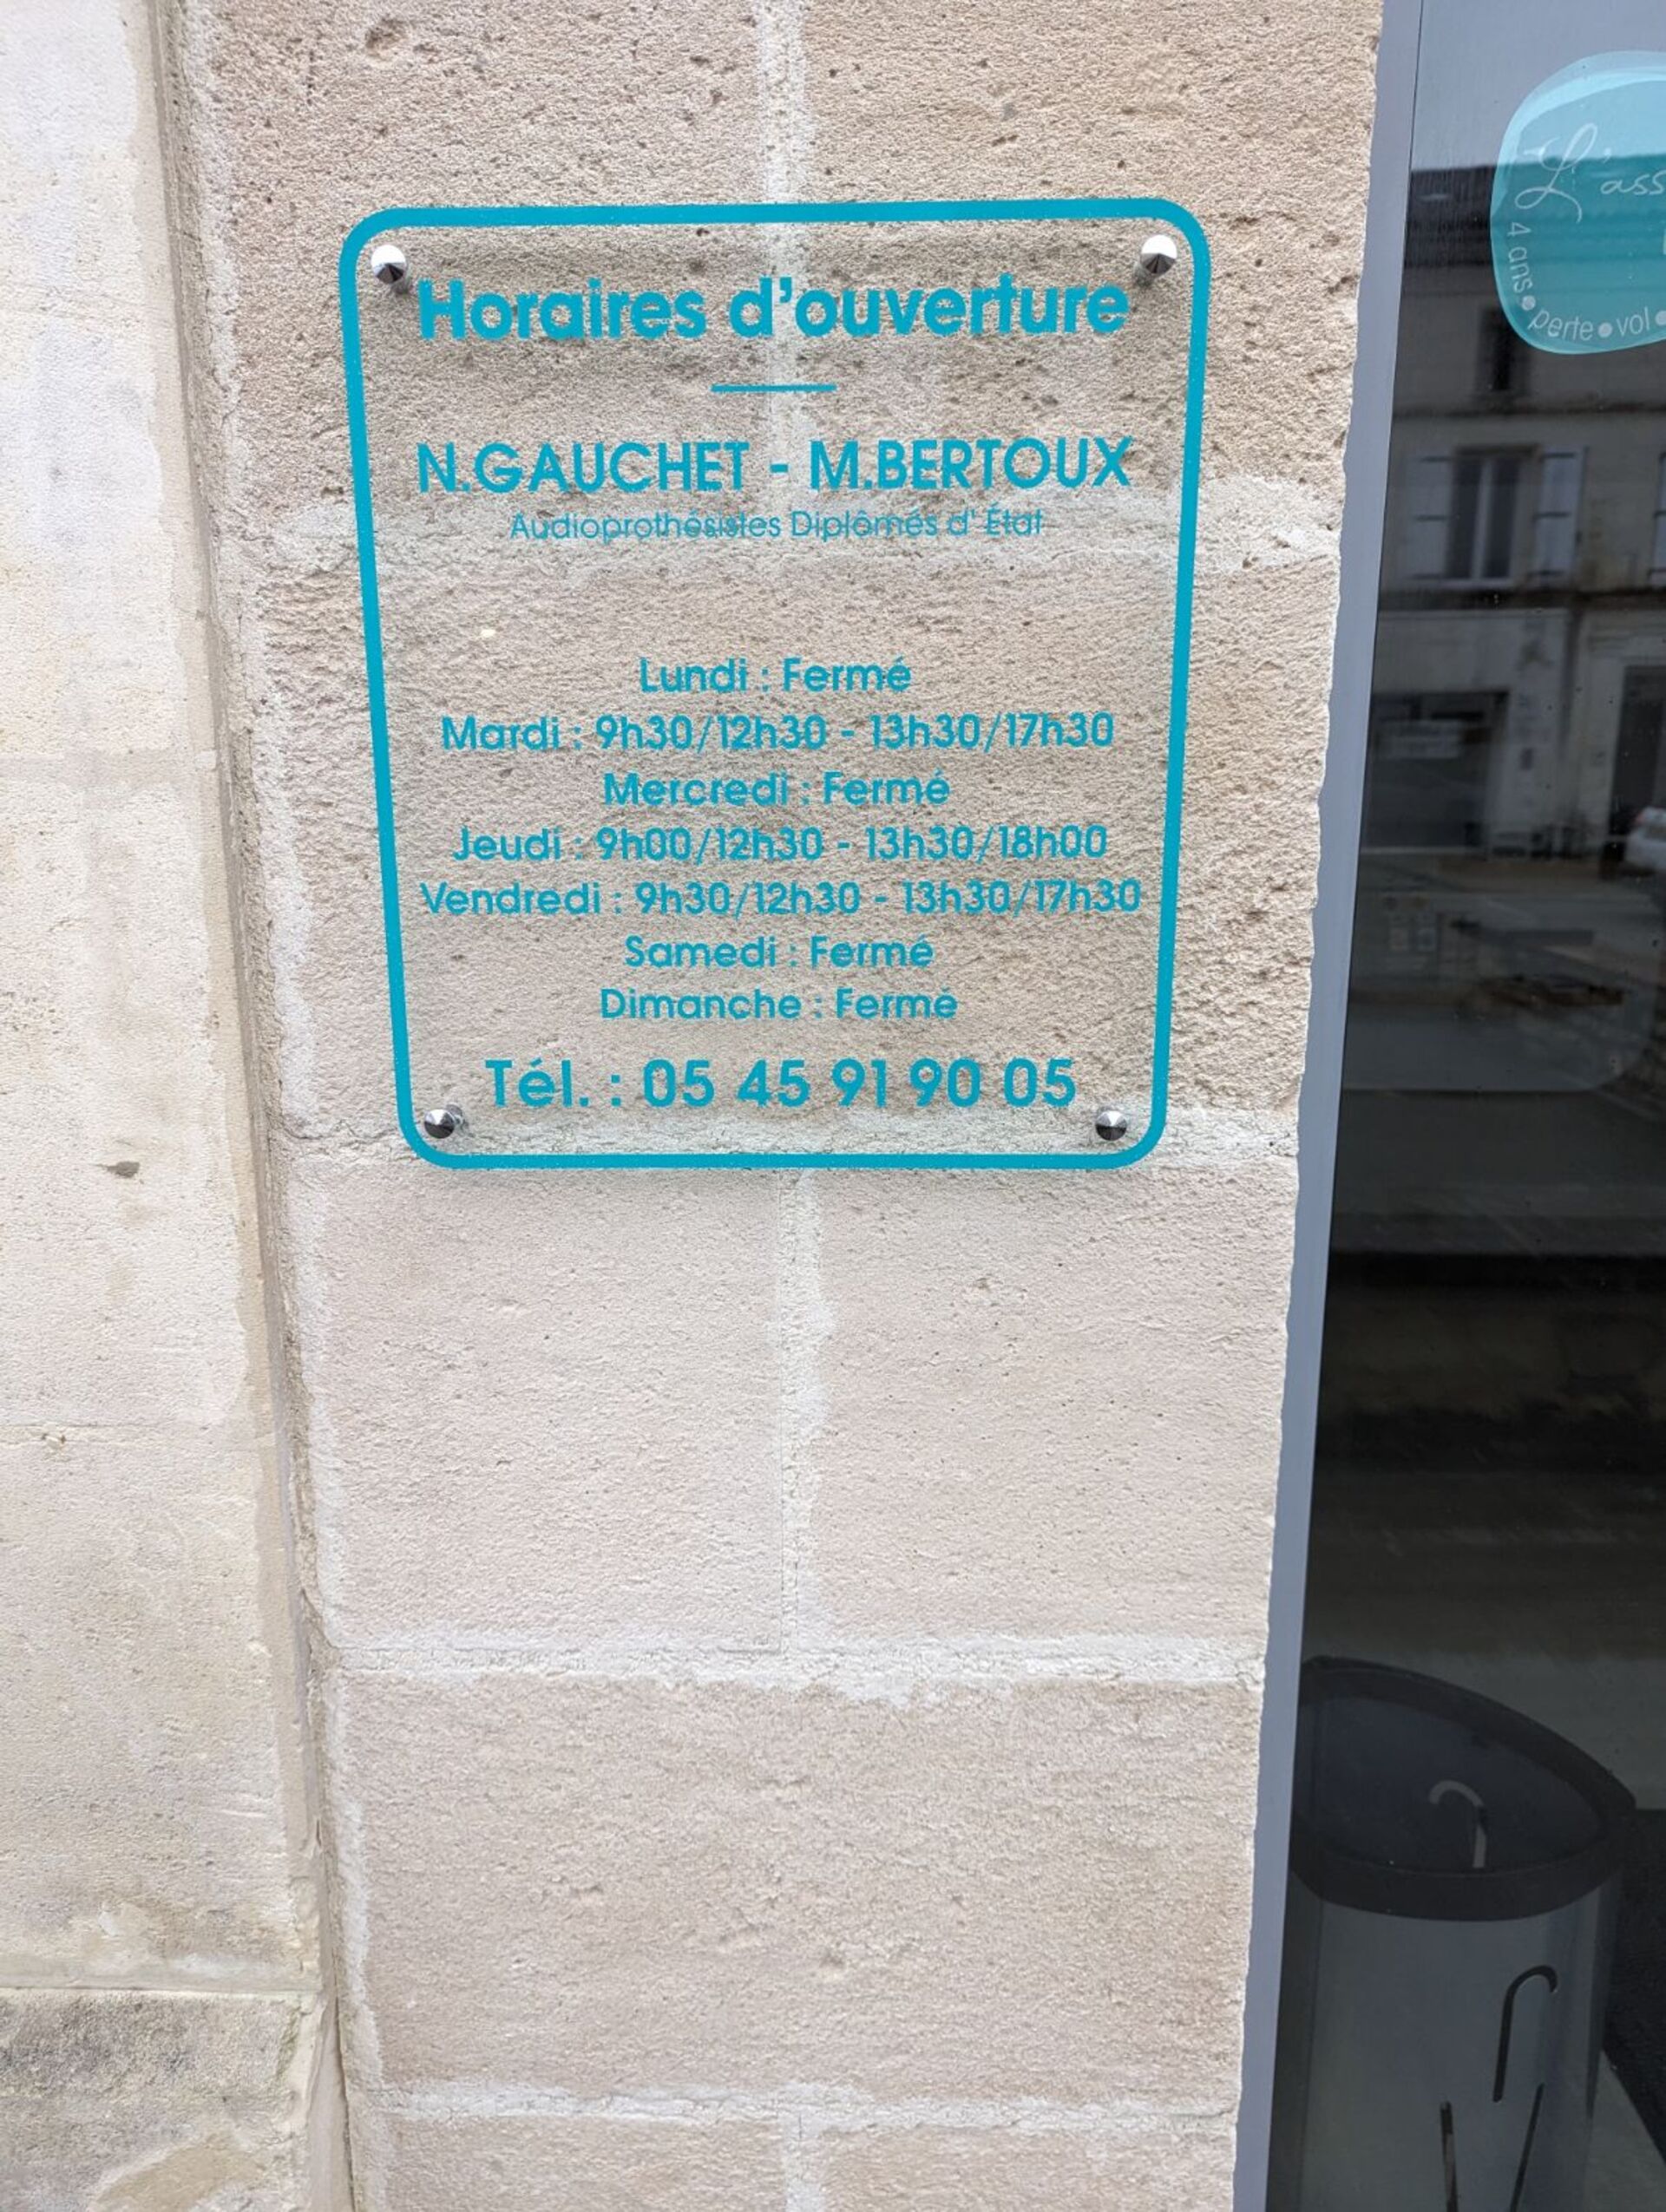 Horaires d'ouverture
N.GAUCHET - M.BERTOUX
Audioprothésistes Diplômés d' État
Lundi : Fermé
Mardi : 9h30/12h30 - 13h30/17h30
Mercredi : Fermé
Jeudi : 9h00/12h30 - 13h30/18h00
Vendredi : 9h30/12h30 - 13h30/17h30
Samedi : Fermé
Dimanche : Fermé
Tél. : 05 45 91 90 05
L'ass
4 ans • perte • vol •